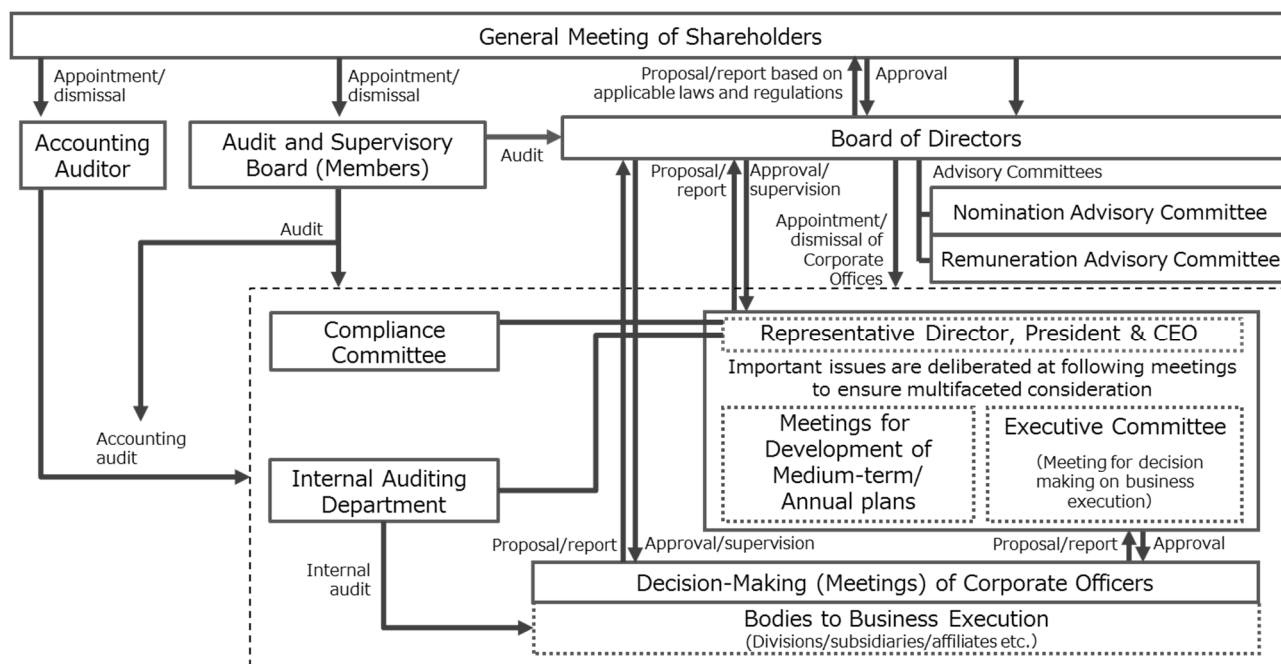 General Meeting of Shareholders
Appointment/
dismissal
Appointment/
dismissal
Proposal/report based on
applicable laws and regulations
Approval
Accounting
Auditor
Audit and Supervisory
Board (Members)
Audit
Board of Directors
Proposal/
report
Approval/
supervision
Advisory Committees
Nomination Advisory Committee
Remuneration Advisory Committee
Appointment/
dismissal of
Corporate
Offices
Audit
Compliance
Committee
Representative Director, President & CEO
Important issues are deliberated at following meetings
to ensure multifaceted consideration
Meetings for
Development of
Medium-term/
Annual plans
Executive Committee
(Meeting for decision
making on business
execution)
Accounting
audit
Internal Auditing
Department
Proposal/report
Approval/supervision
Proposal/report
Approval
Internal
audit
Decision-Making (Meetings) of Corporate Officers
Bodies to Business Execution
(Divisions/subsidiaries/affiliates etc.)